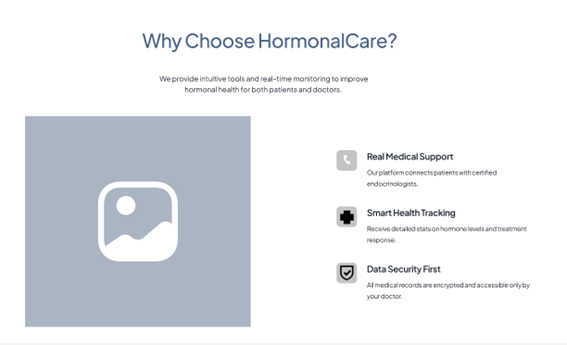 Why Choose HormonalCare?
We provide intuitive tools and real-time monitoring to improve
hormonal health for both patients and doctors.
Real Medical Support
Our platform connects patients with certified
endocrinologists.
Smart Health Tracking
Receive detailed stats on hormone levels and treatment
response.
Data Security First
All medical records are encrypted and accessible only by
your doctor.